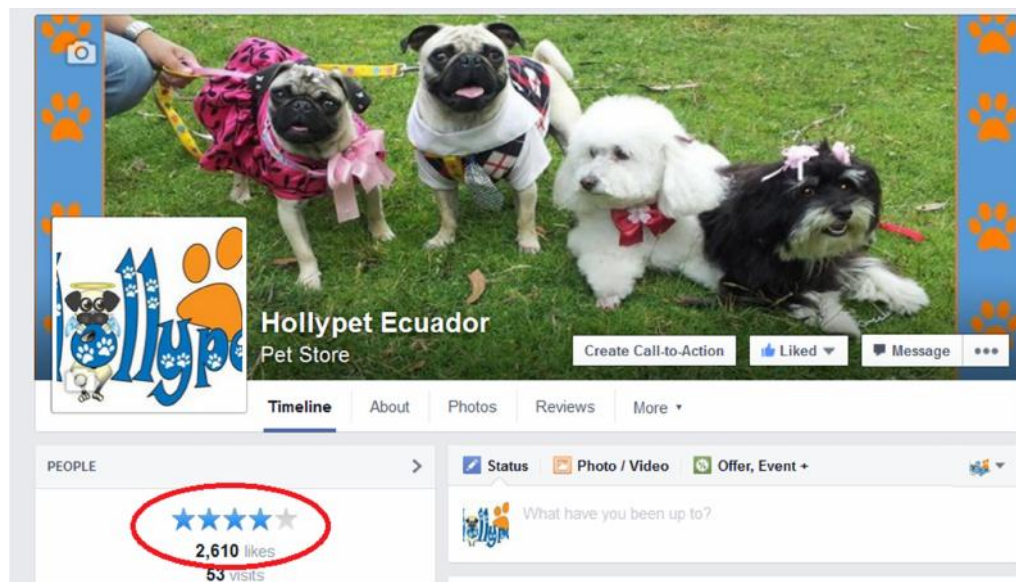 Hollypet Ecuador
Pet Store
Create Call-to-Action
Liked
Message
Timeline
About
Photos
Reviews
More
PEOPLE
2,610 likes
53 visits
Status
Photo / Video
Offer, Event +
What have you been up to?